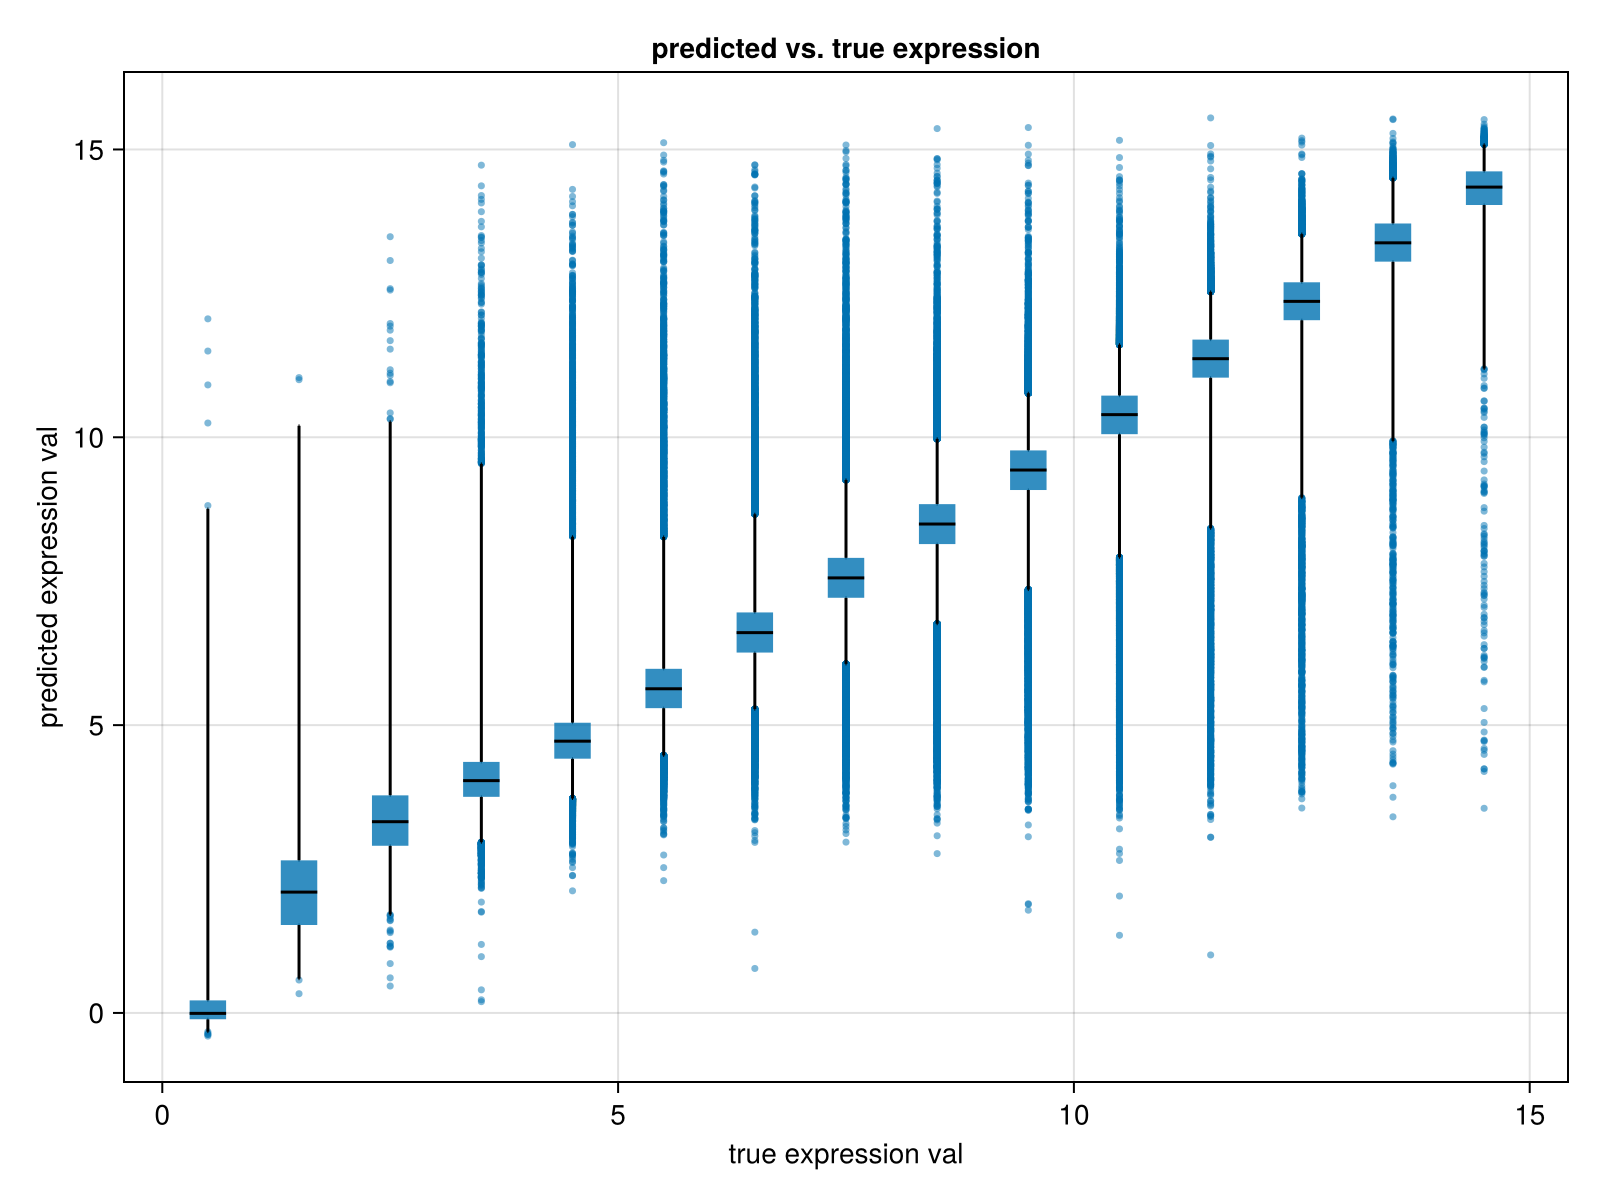 predicted vs. true expression
predicted expression val
15
10
5
0
0 5 10 15
true expression val